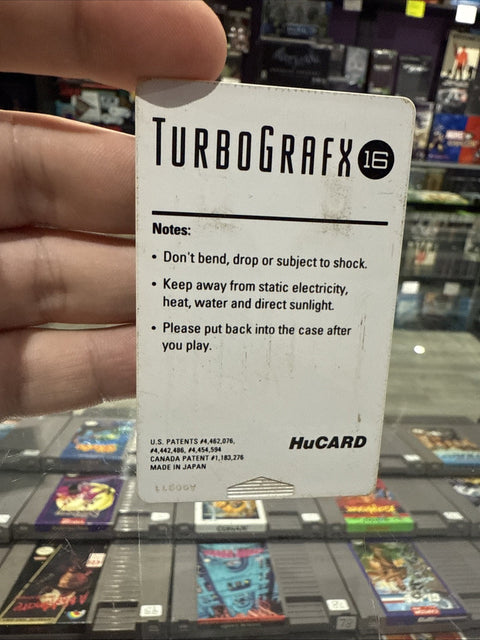 TURBOGRAFX 16
Notes:
• Don't bend, drop or subject to shock.
• Keep away from static electricity,
heat, water and direct sunlight.
• Please put back into the case after
you play.
U.S. PATENTS #4,462,076,
#4,442,486, #4,454,594
CANADA PATENT #1,183,276
MADE IN JAPAN
HuCARD